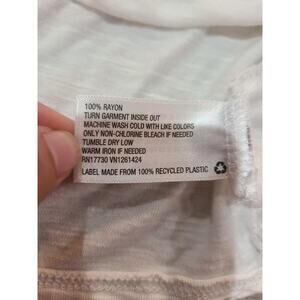 100% RAYON
TURN GARMENT INSIDE OUT
MACHINE WASH COLD WITH LIKE COLORS
ONLY NON-CHLORINE BLEACH IF NEEDED
TUMBLE DRY LOW
WARM IRON IF NEEDED
RN17730 VN1261424
LABEL MADE FROM 100% RECYCLED PLASTIC